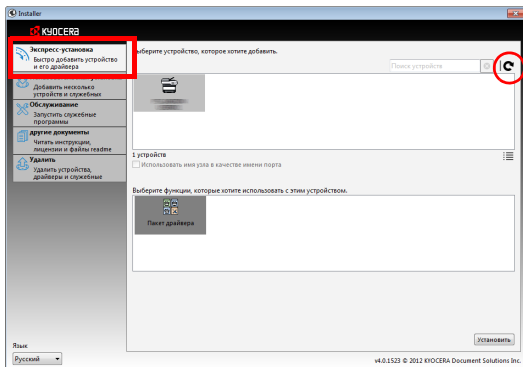 Installer
KYOCERA
Экспресс-установка
Быстро добавить устройство
и его драйвера
Добавить несколько
устройств и служебных
Обслуживание
Запустить служебные
программы
другие документы
Читать инструкции,
лицензии и файлы readme
Удалить
Удалить устройства,
драйверы и служебные
Язык
Русский
выберите устройство, которое хотите добавить.
Поиск устройств
1 устройств
Использовать имя узла в качестве имени порта
Выберите функции, которые хотите использовать с этим устройством.
Пакет драйвера
Установить
v4.0.1523 © 2012 KYOCERA Document Solutions Inc.